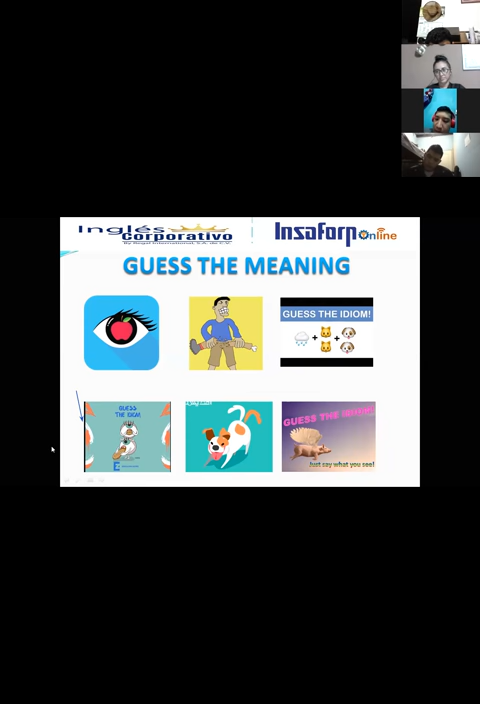 Inglés
Corporativo
Insaforp Online
GUESS THE MEANING
GUESS THE IDIOM!
+ +
GUESS
THE IDIOM
GUESS THE IDIOM!
Just say what you see!